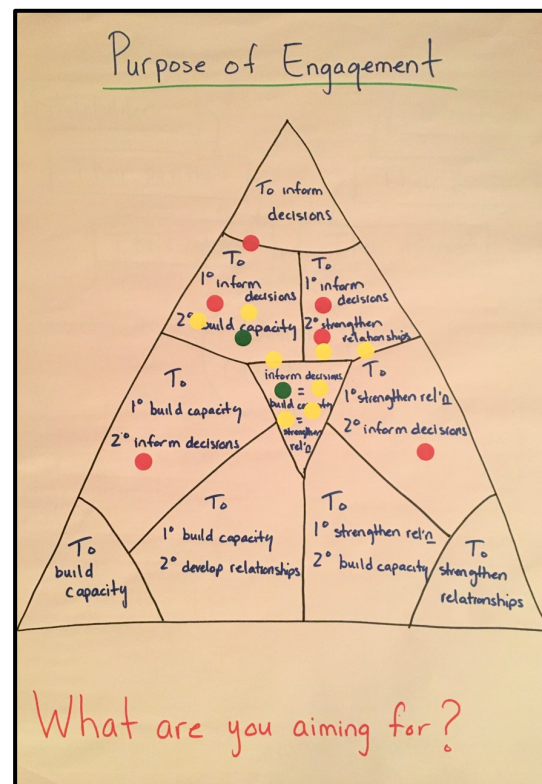 Purpose of Engagement
To inform
decisions
To
1° inform
decisions
2° build capacity
To
1° inform
decisions
2° strengthen
relationships
inform decisions
=
build
=
strengthen
rel'n
To
1° build capacity
2° inform decisions
To
1° strengthen rel'n
2° inform decisions
To
build
capacity
To
1° build capacity
2° develop relationships
To
1° strengthen rel'n
2° build capacity
To
strengthen
relationships
What are you aiming for?